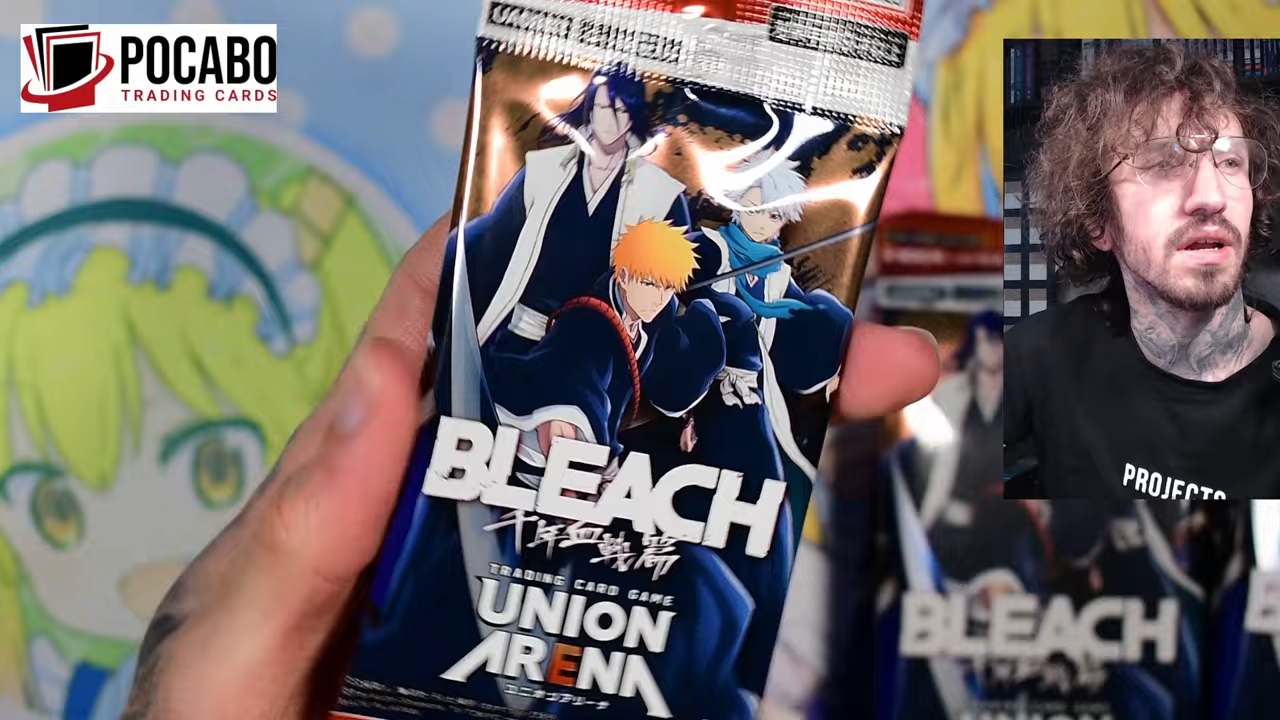 POCABO
TRADING CARDS
BLEACH
千年血戦篇
TRADING CARD GAME
UNION
ARENA
ユニオンアリーナ
PROJECTS
BLEACH
UNION